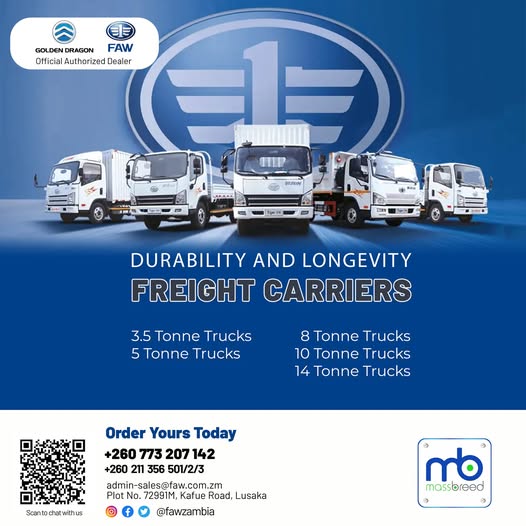 GOLDEN DRAGON
FAW
Official Authorized Dealer
DURABILITY AND LONGEVITY
FREIGHT CARRIERS
3.5 Tonne Trucks
5 Tonne Trucks
8 Tonne Trucks
10 Tonne Trucks
14 Tonne Trucks
Order Yours Today
+260 773 207 142
+260 211 356 501/2/3
admin-sales@faw.com.zm
Plot No. 72991M, Kafue Road, Lusaka
@fawzambia
Scan to chat with us
mb
massbreed